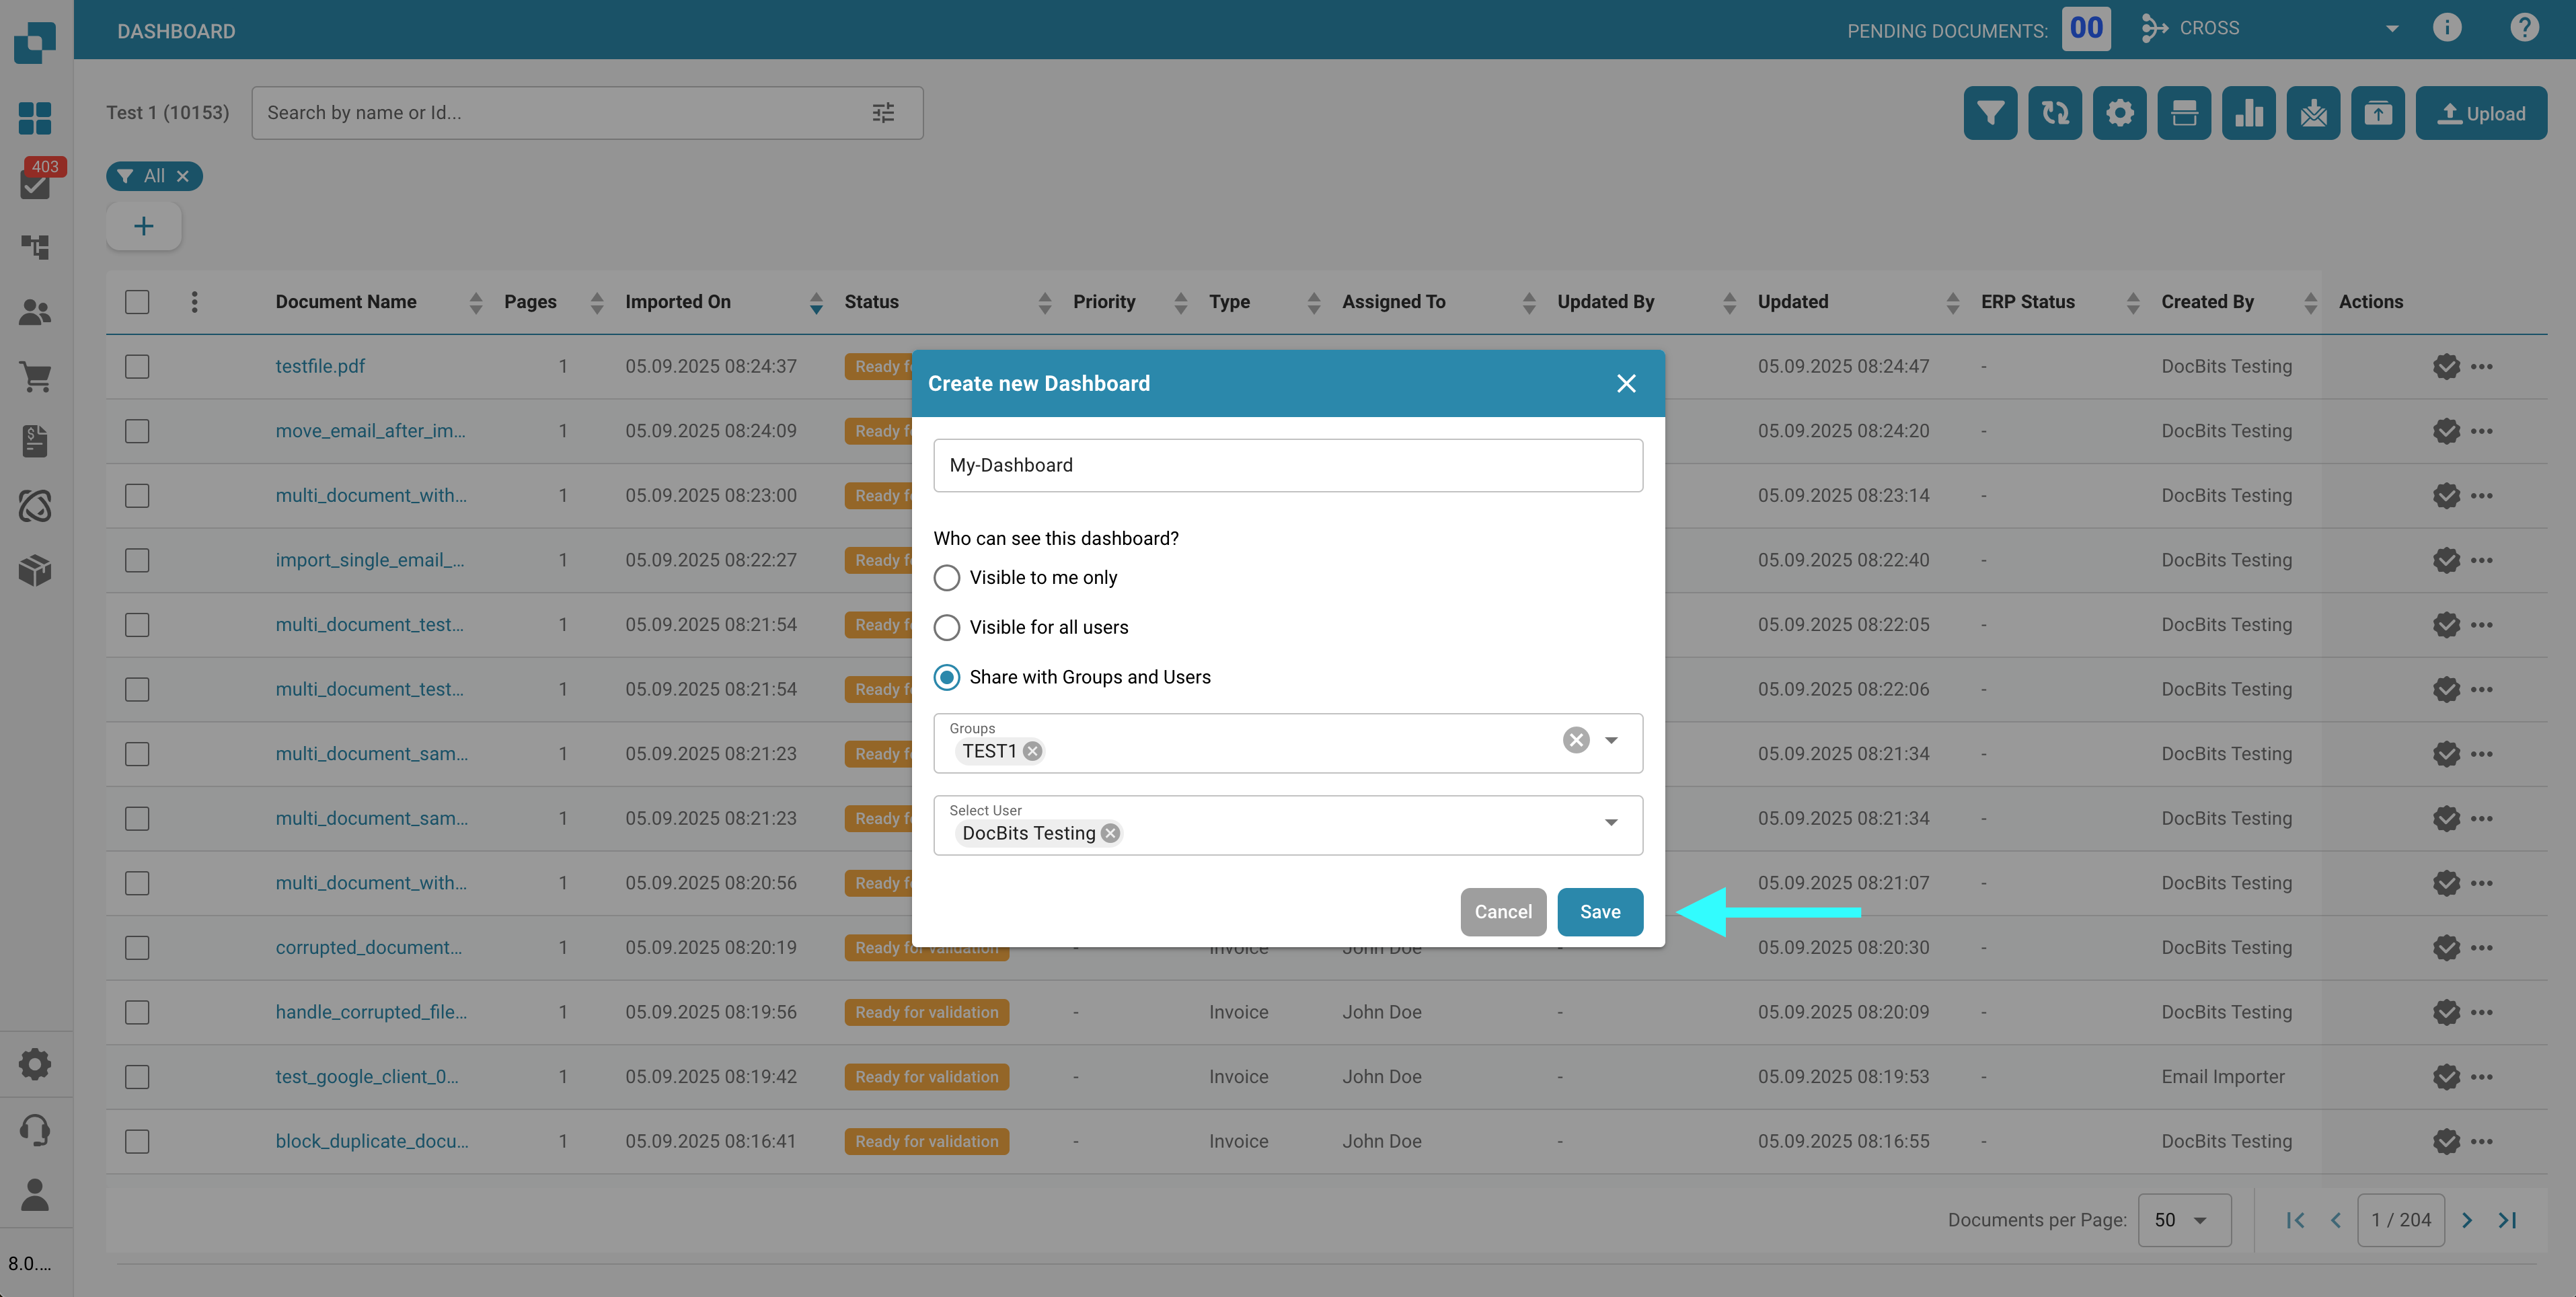 DASHBOARD
PENDING DOCUMENTS: 00 CROSS
Test 1 (10153) Search by name or Id... Upload
403
All
Document Name Pages Imported On Status Priority Type Assigned To Updated By Updated ERP Status Created By Actions
testfile.pdf 1 05.09.2025 08:24:37 Ready 05.09.2025 08:24:47 - DocBits Testing
move_email_after_im... 1 05.09.2025 08:24:09 Ready 05.09.2025 08:24:20 - DocBits Testing
multi_document_with... 1 05.09.2025 08:23:00 Ready 05.09.2025 08:23:14 - DocBits Testing
import_single_email_... 1 05.09.2025 08:22:27 Ready 05.09.2025 08:22:40 - DocBits Testing
multi_document_test... 1 05.09.2025 08:21:54 Ready 05.09.2025 08:22:05 - DocBits Testing
multi_document_test... 1 05.09.2025 08:21:54 Ready 05.09.2025 08:22:06 - DocBits Testing
multi_document_sam... 1 05.09.2025 08:21:23 Ready 05.09.2025 08:21:34 - DocBits Testing
multi_document_sam... 1 05.09.2025 08:21:23 Ready 05.09.2025 08:21:34 - DocBits Testing
multi_document_with... 1 05.09.2025 08:20:56 Ready 05.09.2025 08:21:07 - DocBits Testing
corrupted_document... 1 05.09.2025 08:20:19 Ready for validation - Invoice John Doe - 05.09.2025 08:20:30 - DocBits Testing
handle_corrupted_file... 1 05.09.2025 08:19:56 Ready for validation - Invoice John Doe - 05.09.2025 08:20:09 - DocBits Testing
test_google_client_0... 1 05.09.2025 08:19:42 Ready for validation - Invoice John Doe - 05.09.2025 08:19:53 - Email Importer
block_duplicate_docu... 1 05.09.2025 08:16:41 Ready for validation - Invoice John Doe - 05.09.2025 08:16:55 - DocBits Testing
Create new Dashboard
My-Dashboard
Who can see this dashboard?
Visible to me only
Visible for all users
Share with Groups and Users
Groups
TEST1
Select User
DocBits Testing
Cancel Save
Documents per Page: 50 1 / 204
8.0....